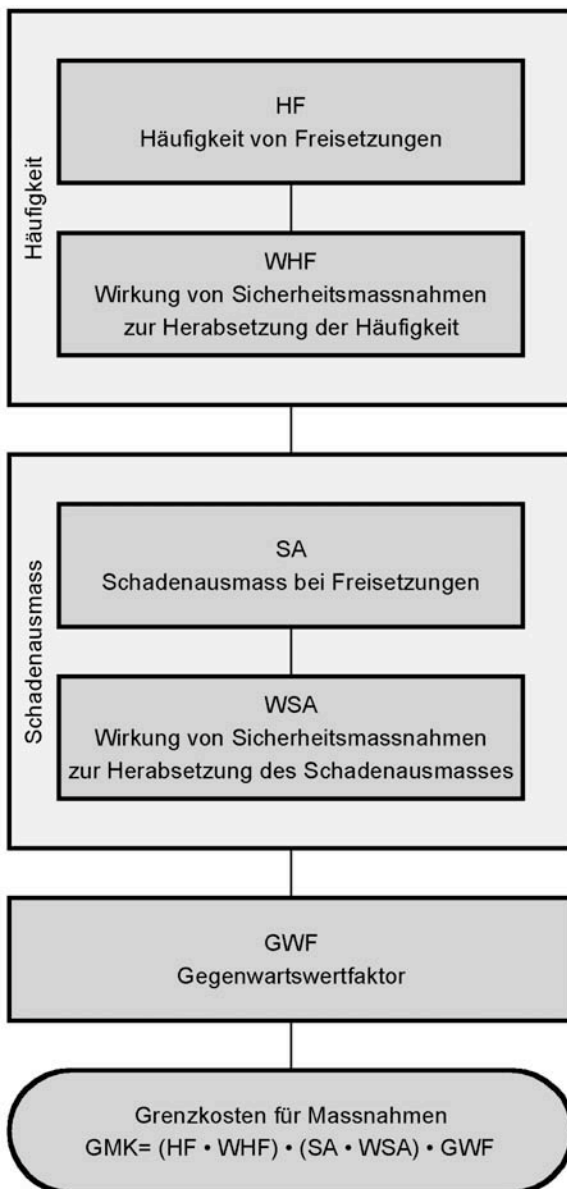 Häufigkeit
HF
Häufigkeit von Freisetzungen
WHF
Wirkung von Sicherheitsmassnahmen
zur Herabsetzung der Häufigkeit
Schadenausmass
SA
Schadenausmass bei Freisetzungen
WSA
Wirkung von Sicherheitsmassnahmen
zur Herabsetzung des Schadenausmasses
GWF
Gegenwartswertfaktor
Grenzkosten für Massnahmen
GMK= (HF • WHF) • (SA • WSA) • GWF